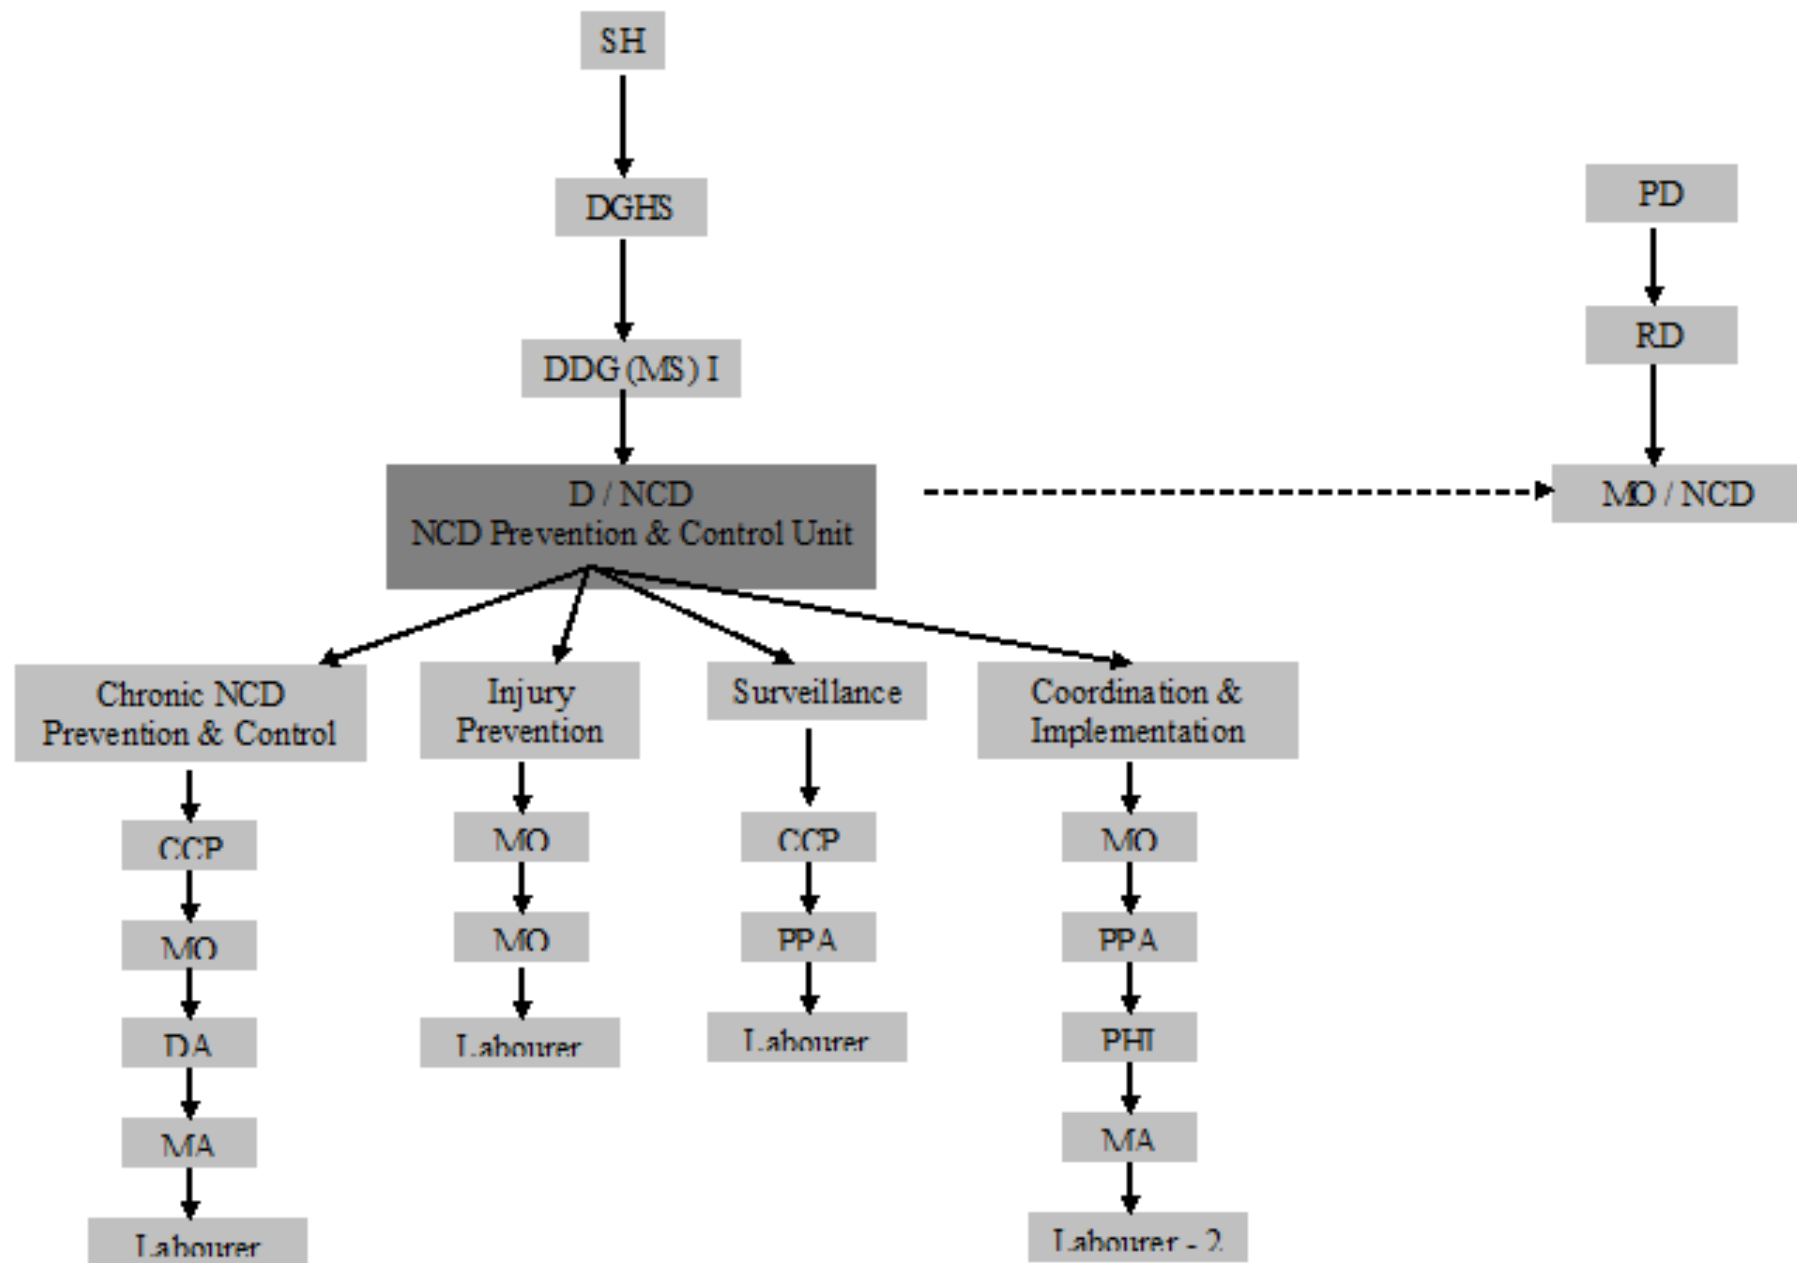 SH
DGHS
PD
RD
DDG (MS) I
D / NCD
NCD Prevention & Control Unit
MO / NCD
Chronic NCD
Prevention & Control
Injury
Prevention
Surveillance
Coordination &
Implementation
CCP
MO
DA
MA
Labourer
MO
MO
Labourer
CCP
PPA
Labourer
MO
PPA
PHI
MA
Labourer - 2